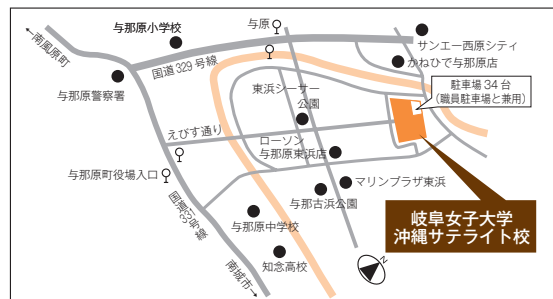 ←南風原町
与那原小学校
与原
サンエー西原シティ
かねひで与那原店
国道329号線
与那原警察署
駐車場34台
(職員駐車場と兼用)
東浜シーサー
公園
えびす通り
ローソン
与那原東浜店
与那原町役場入口
マリンプラザ東浜
与那古浜公園
国道331号線
与那原中学校
岐阜女子大学
沖縄サテライト校
知念高校
南城市→
N